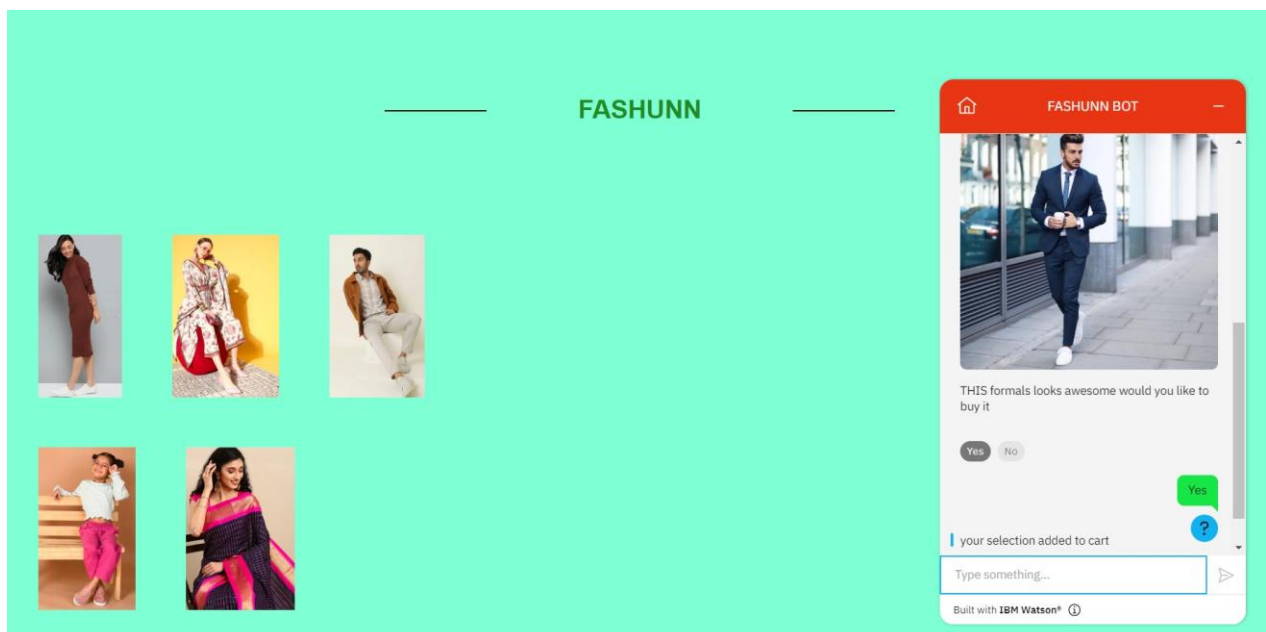 FASHUNN
FASHUNN BOT
THIS formals looks awesome would you like to
buy it
Yes
No
Yes
?
your selection added to cart
Type something...
Built with IBM Watson®